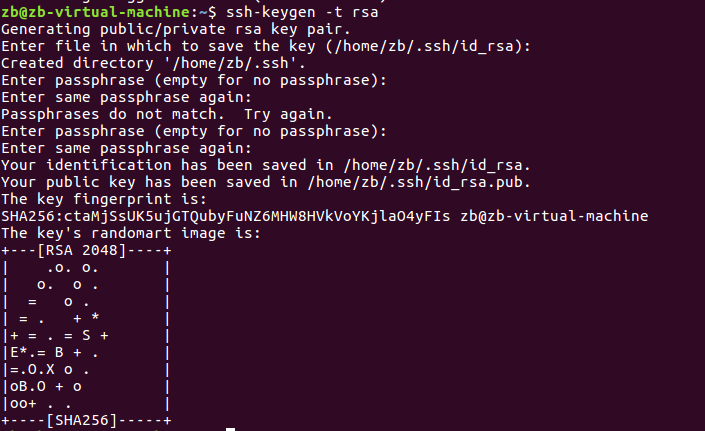 zb@zb-virtual-machine:~$ ssh-keygen -t rsa
Generating public/private rsa key pair.
Enter file in which to save the key (/home/zb/.ssh/id_rsa):
Created directory '/home/zb/.ssh'.
Enter passphrase (empty for no passphrase):
Enter same passphrase again:
Passphrases do not match.  Try again.
Enter passphrase (empty for no passphrase):
Enter same passphrase again:
Your identification has been saved in /home/zb/.ssh/id_rsa.
Your public key has been saved in /home/zb/.ssh/id_rsa.pub.
The key fingerprint is:
SHA256:ctaMjSsUK5ujGTQubyFuNZ6MHW8HVkVoYKjlaO4yFIs zb@zb-virtual-machine
The key's randomart image is:
+---[RSA 2048]----+
|    .o. o.       |
|   o.  o .       |
|  =   o .        |
| = .   + *       |
|+ = . = S +      |
|E*.= B + .       |
|=.O.X o .        |
|oB.O + o         |
|oo+ . .          |
+----[SHA256]-----+